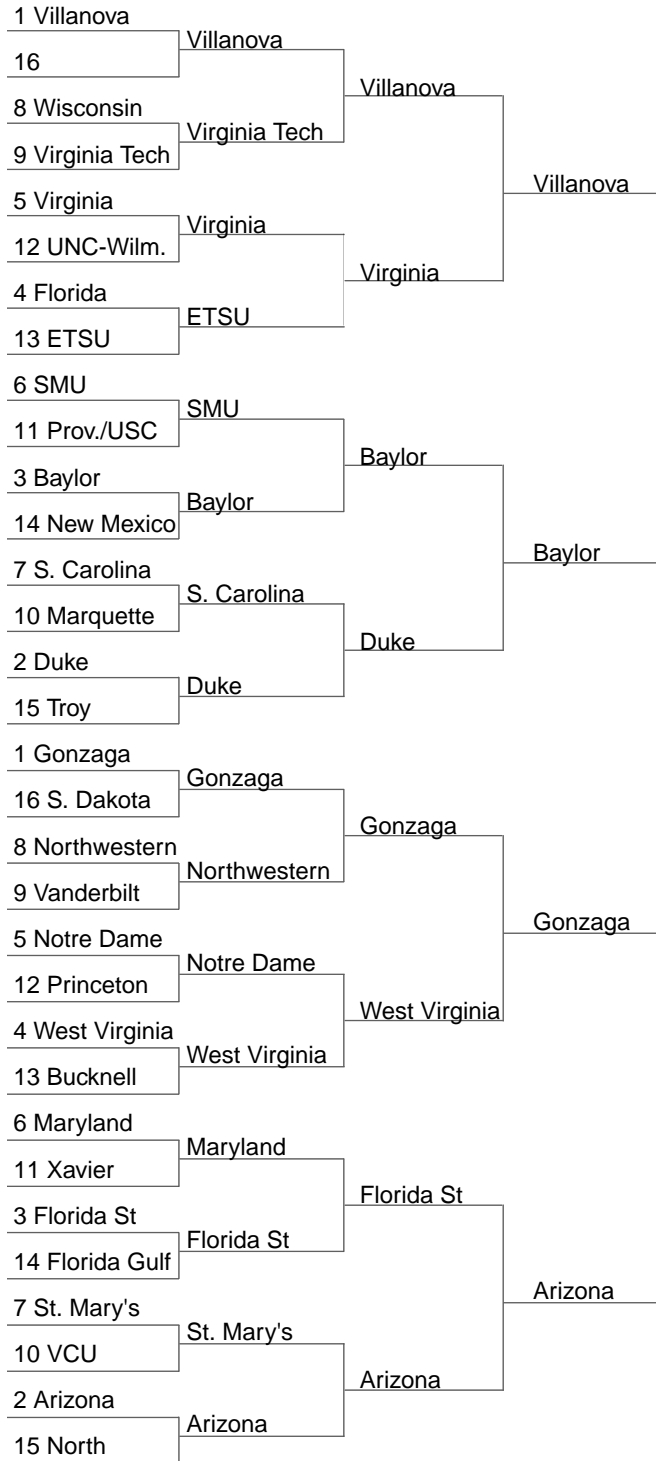 1 Villanova
16
8 Wisconsin
9 Virginia Tech
5 Virginia
12 UNC-Wilm.
4 Florida
13 ETSU
6 SMU
11 Prov./USC
3 Baylor
14 New Mexico
7 S. Carolina
10 Marquette
2 Duke
15 Troy
1 Gonzaga
16 S. Dakota
8 Northwestern
9 Vanderbilt
5 Notre Dame
12 Princeton
4 West Virginia
13 Bucknell
6 Maryland
11 Xavier
3 Florida St
14 Florida Gulf
7 St. Mary's
10 VCU
2 Arizona
15 North
Villanova
Virginia Tech
Virginia
ETSU
SMU
Baylor
S. Carolina
Duke
Gonzaga
Northwestern
Notre Dame
West Virginia
Maryland
Florida St
St. Mary's
Arizona
Villanova
Virginia
Baylor
Duke
Gonzaga
West Virginia
Florida St
Arizona
Villanova
Baylor
Gonzaga
Arizona